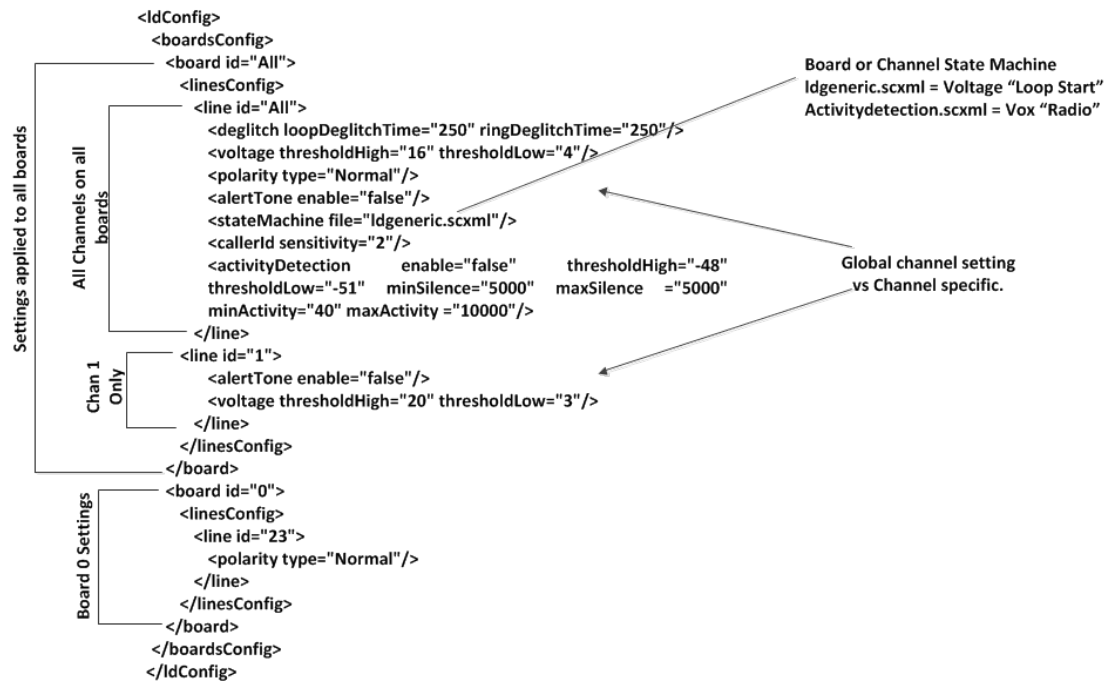 <ldConfig>
<boardsConfig>
<board id="All">
<linesConfig>
<line id="All">
<deglitch loopDeglitchTime="250" ringDeglitchTime="250"/>
<voltage thresholdHigh="16" thresholdLow="4"/>
<polarity type="Normal"/>
<alertTone enable="false"/>
<stateMachine file="ldgeneric.scxml"/>
<callerId sensitivity="2"/>
<activityDetection enable="false" thresholdHigh="-48"
thresholdLow="-51" minSilence="5000" maxSilence ="5000"
minActivity="40" maxActivity ="10000"/>
</line>
<line id="1">
<alertTone enable="false"/>
<voltage thresholdHigh="20" thresholdLow="3"/>
</line>
</linesConfig>
</board>
<board id="0">
<linesConfig>
<line id="23">
<polarity type="Normal"/>
</line>
</linesConfig>
</board>
</boardsConfig>
</ldConfig>
Settings applied to all boards
All Channels on all
boards
Chan 1
Only
Board 0 Settings
Board or Channel State Machine
ldgeneric.scxml = Voltage “Loop Start”
Activitydetection.scxml = Vox “Radio”
Global channel setting
vs Channel specific.